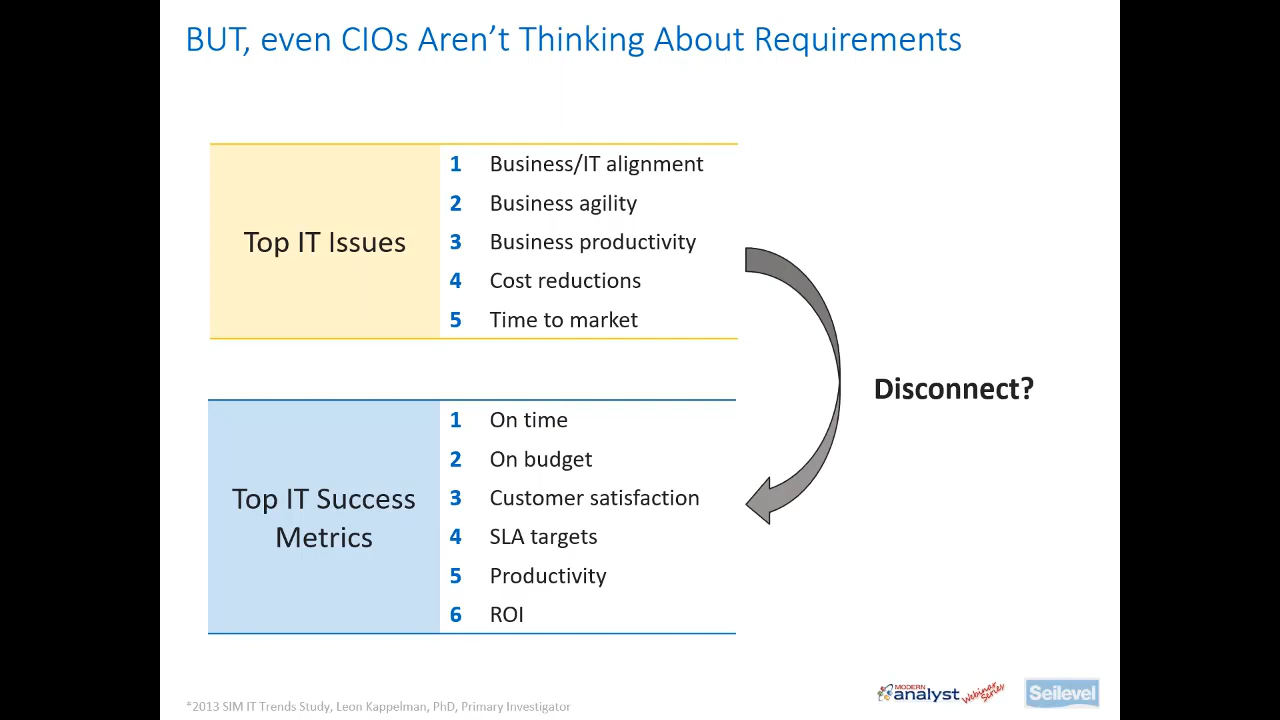 BUT, even CIOs Aren’t Thinking About Requirements
Top IT Issues
1 Business/IT alignment
2 Business agility
3 Business productivity
4 Cost reductions
5 Time to market
Disconnect?
Top IT Success
Metrics
1 On time
2 On budget
3 Customer satisfaction
4 SLA targets
5 Productivity
6 ROI
*2013 SIM IT Trends Study, Leon Kappelman, PhD, Primary Investigator
MODERN
analyst Webinar
Series
Seilevel